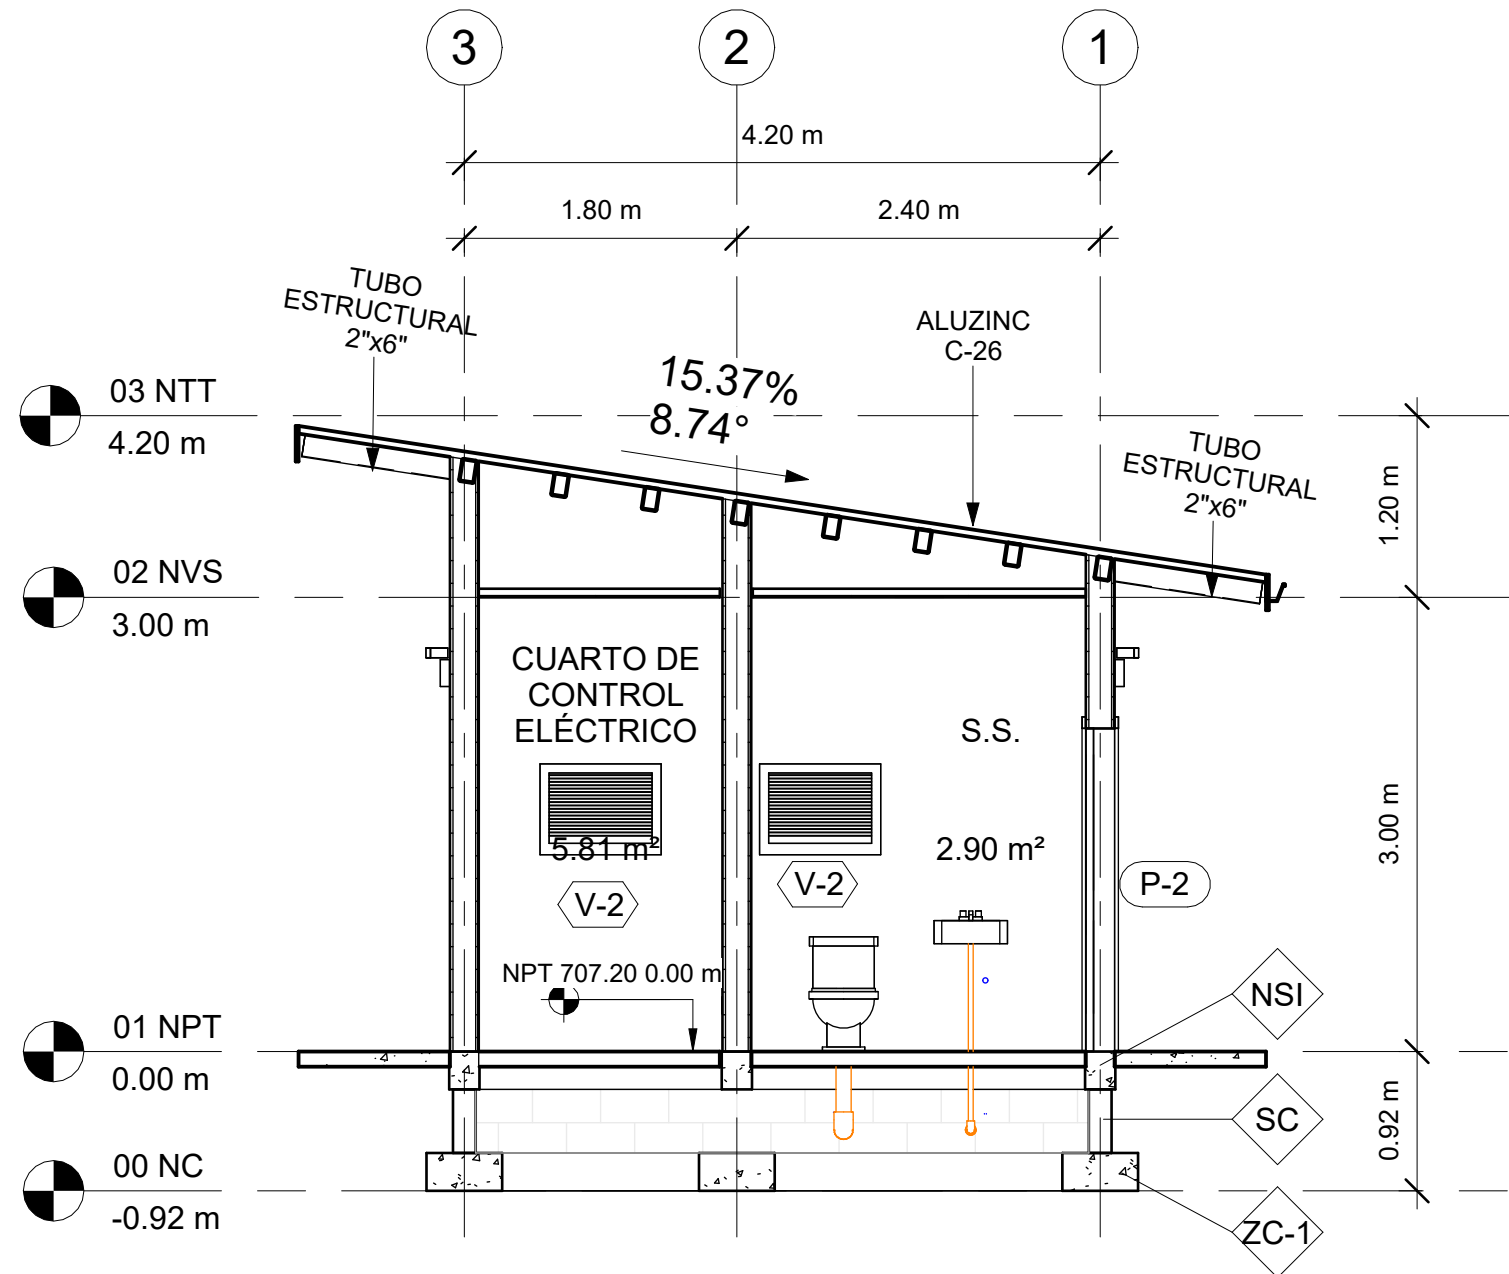 3
2
1
4.20 m
1.80 m
2.40 m
TUBO
ESTRUCTURAL
2"x6"
ALUZINC
C-26
15.37%
8.74°
03 NTT
4.20 m
TUBO
ESTRUCTURAL
2"x6"
1.20 m
02 NVS
3.00 m
CUARTO DE
CONTROL
ELÉCTRICO
S.S.
3.00 m
5.81 m²
2.90 m²
V-2
V-2
P-2
NPT 707.20 0.00 m
NSI
01 NPT
0.00 m
SC
0.92 m
00 NC
-0.92 m
ZC-1